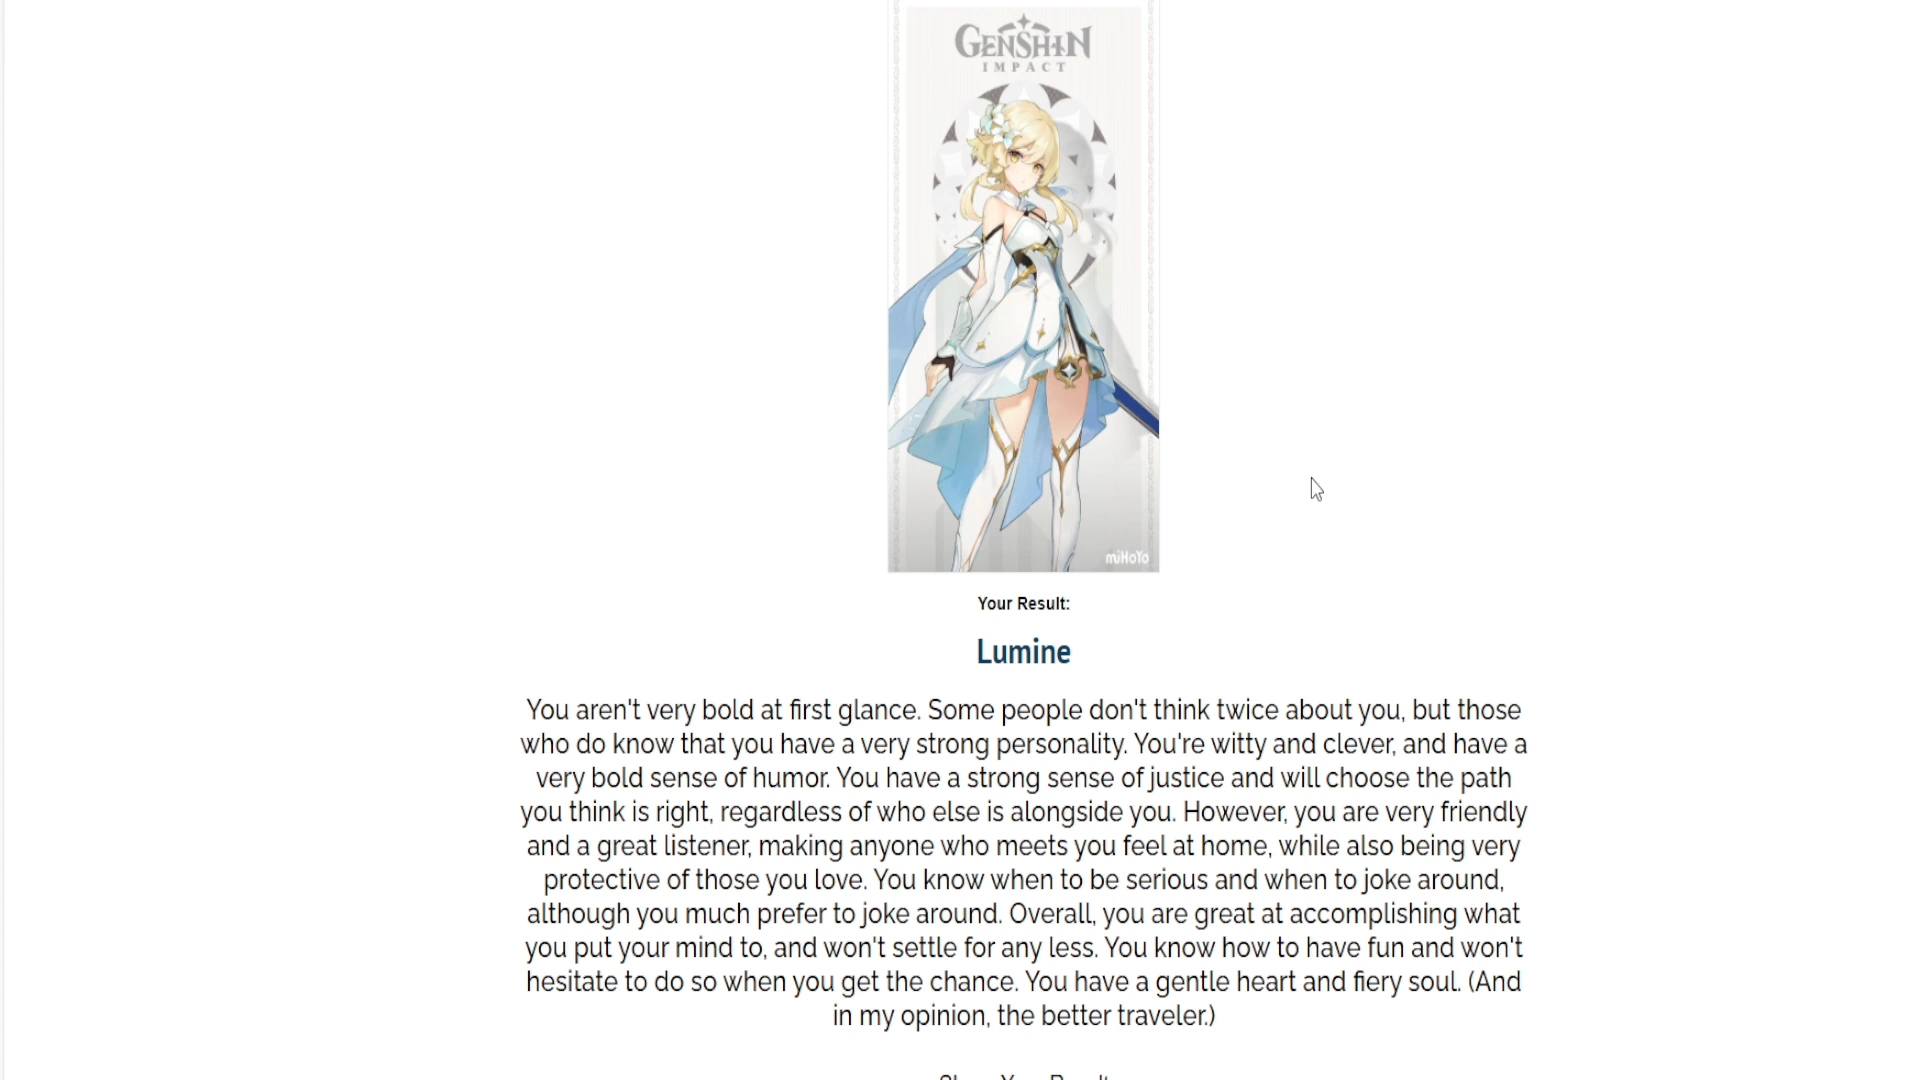 GENSHIN
IMPACT
miHoYo
Your Result:
Lumine
You aren't very bold at first glance. Some people don't think twice about you, but those
who do know that you have a very strong personality. You're witty and clever, and have a
very bold sense of humor. You have a strong sense of justice and will choose the path
you think is right, regardless of who else is alongside you. However, you are very friendly
and a great listener, making anyone who meets you feel at home, while also being very
protective of those you love. You know when to be serious and when to joke around,
although you much prefer to joke around. Overall, you are great at accomplishing what
you put your mind to, and won't settle for any less. You know how to have fun and won't
hesitate to do so when you get the chance. You have a gentle heart and fiery soul. (And
in my opinion, the better traveler.)